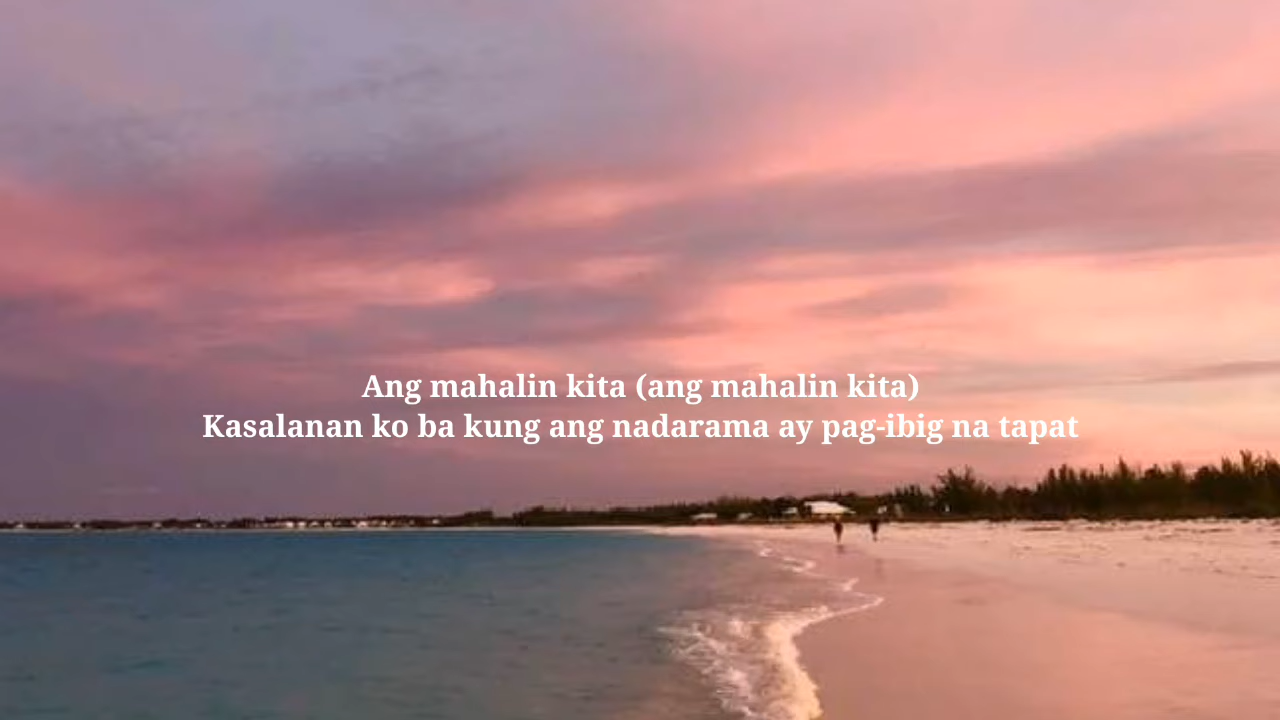 Ang mahalin kita (ang mahalin kita)
Kasalanan ko ba kung ang nadarama ay pag-ibig na tapat